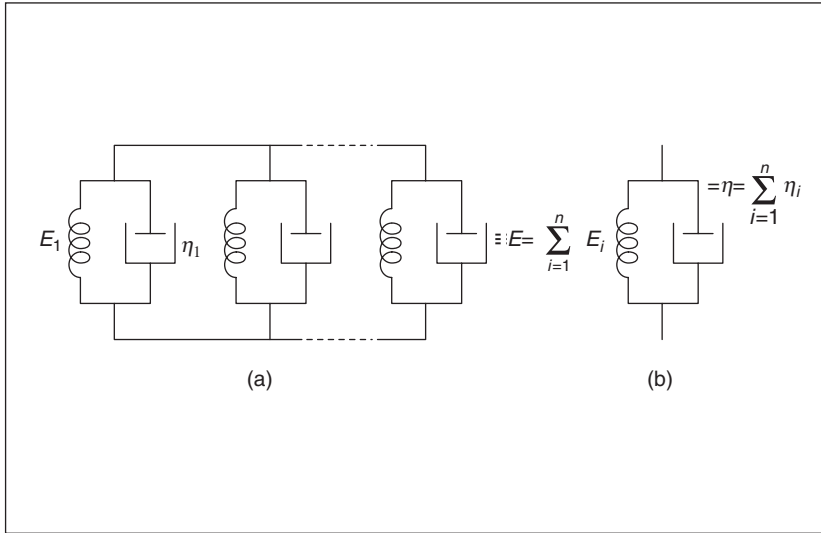 E1 η1 ≡ E = ∑ i=1 n Ei = η = ∑ i=1 n ηi
(a) (b)